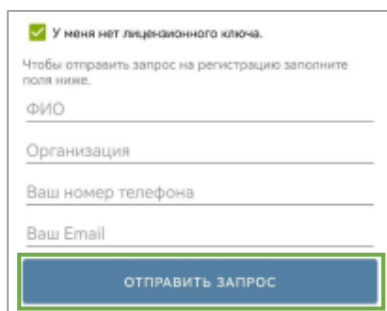 У меня нет лицензионного ключа.
Чтобы отправить запрос на регистрацию заполните
поля ниже.
ФИО
Организация
Ваш номер телефона
Ваш Email
ОТПРАВИТЬ ЗАПРОС